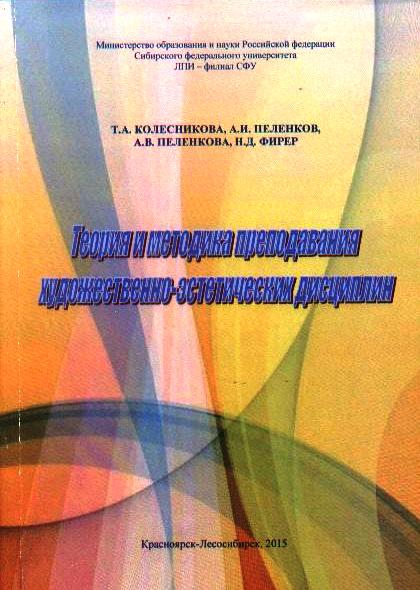 Министерство образования и науки Российской федерации
Сибирского федерального университета
ЛПИ – филиал СФУ
Т.А. КОЛЕСНИКОВА, А.И. ПЕЛЕНКОВ,
А.В. ПЕЛЕНКОВА, Н.Д. ФИРЕР
Теория и методика преподавания
художественно-эстетических дисциплин
Красноярск-Лесосибирск, 2015